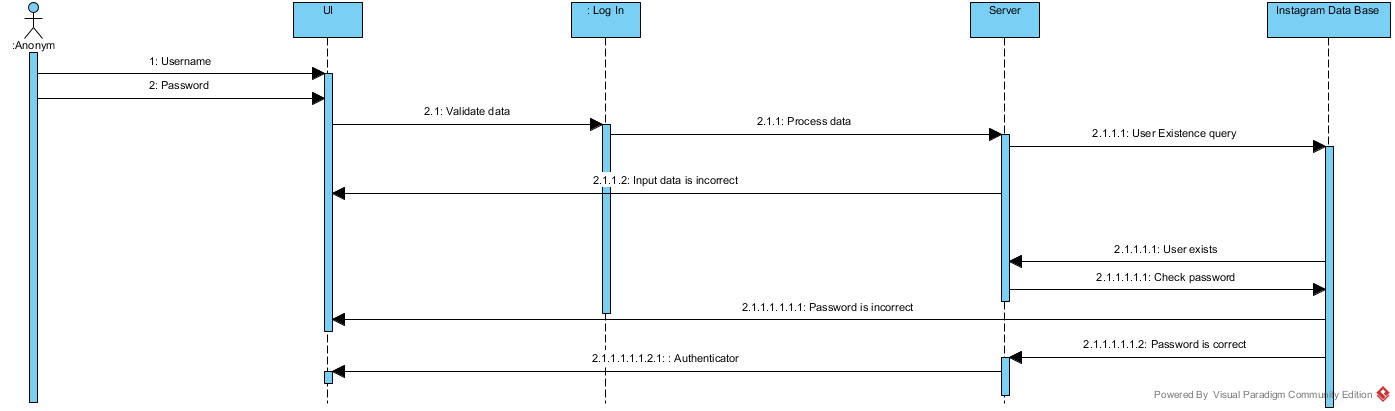 UI
: Log In
Server
Instagram Data Base
:Anonym
1: Username
2: Password
2.1: Validate data
2.1.1: Process data
2.1.1.1: User Existence query
2.1.1.2: Input data is incorrect
2.1.1.1.1: User exists
2.1.1.1.1.1: Check password
2.1.1.1.1.1.1: Password is incorrect
2.1.1.1.1.1.2: Password is correct
2.1.1.1.1.1.2.1: : Authenticator
Powered By Visual Paradigm Community Edition